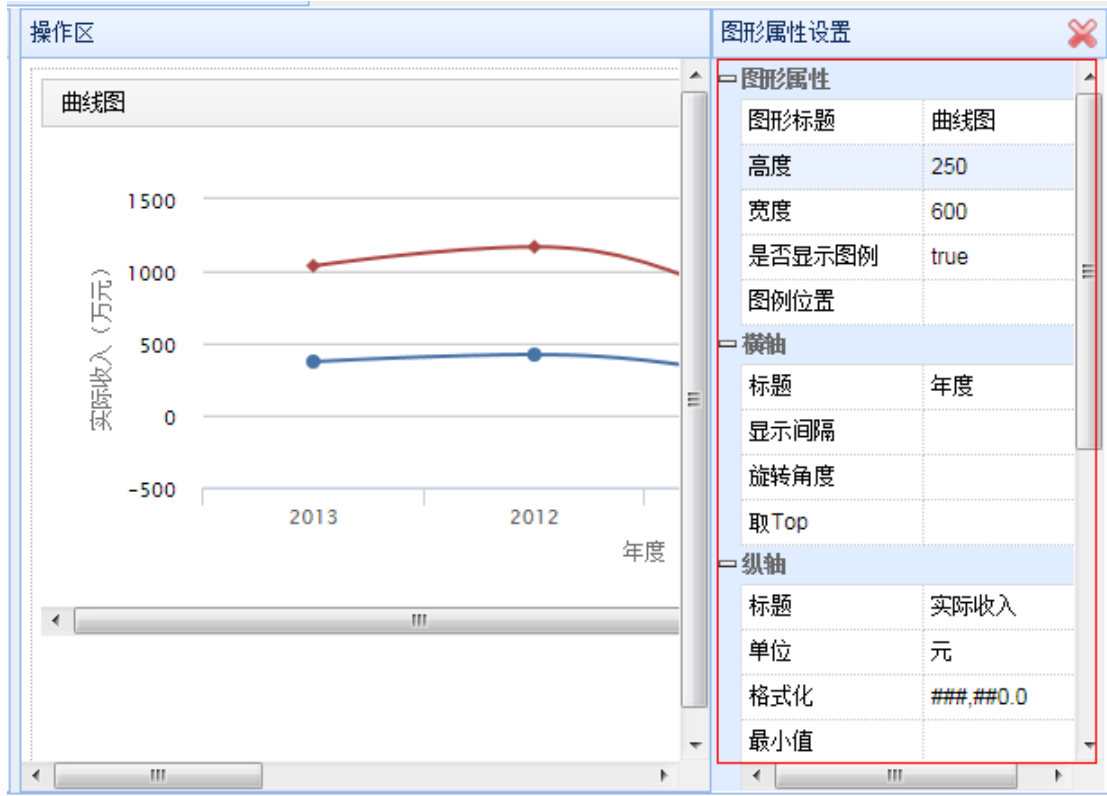 操作区
曲线图
1500
1000
500
0
-500
实际收入（万元）
2013
2012
年度
图形属性设置
图形属性
图形标题 曲线图
高度 250
宽度 600
是否显示图例 true
图例位置
横轴
标题 年度
显示间隔
旋转角度
取Top
纵轴
标题 实际收入
单位 元
格式化 ###,##0.0
最小值